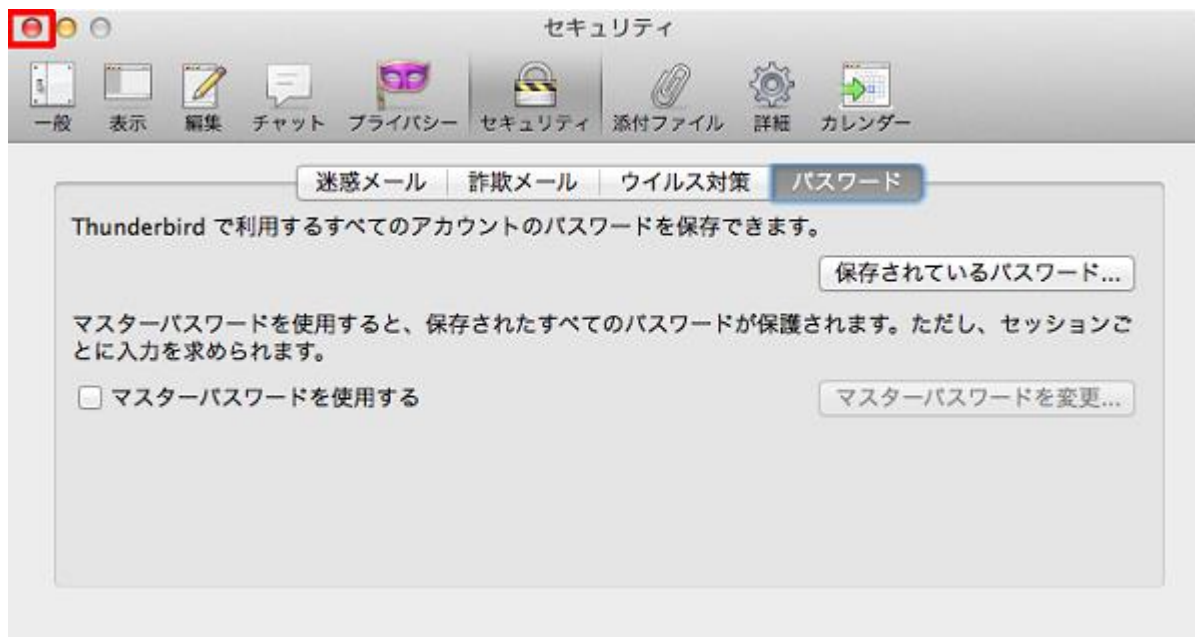 セキュリティ
一般 表示 編集 チャット プライバシー セキュリティ 添付ファイル 詳細 カレンダー
迷惑メール 詐欺メール ウイルス対策 パスワード
Thunderbird で利用するすべてのアカウントのパスワードを保存できます。
保存されているパスワード...
マスターパスワードを使用すると、保存されたすべてのパスワードが保護されます。ただし、セッションご
とに入力を求められます。
マスターパスワードを使用する マスターパスワードを変更...